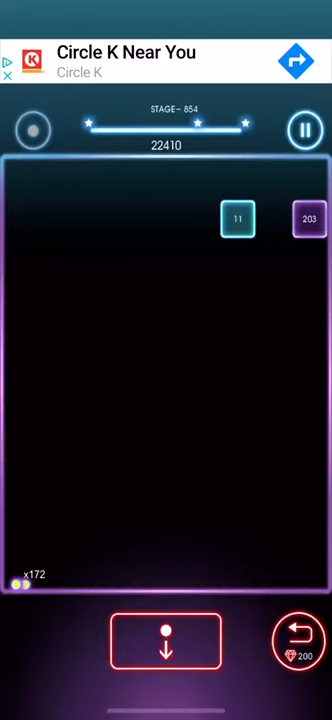 Circle K Near You
Circle K
STAGE- 854
22410
11
203
x172
200